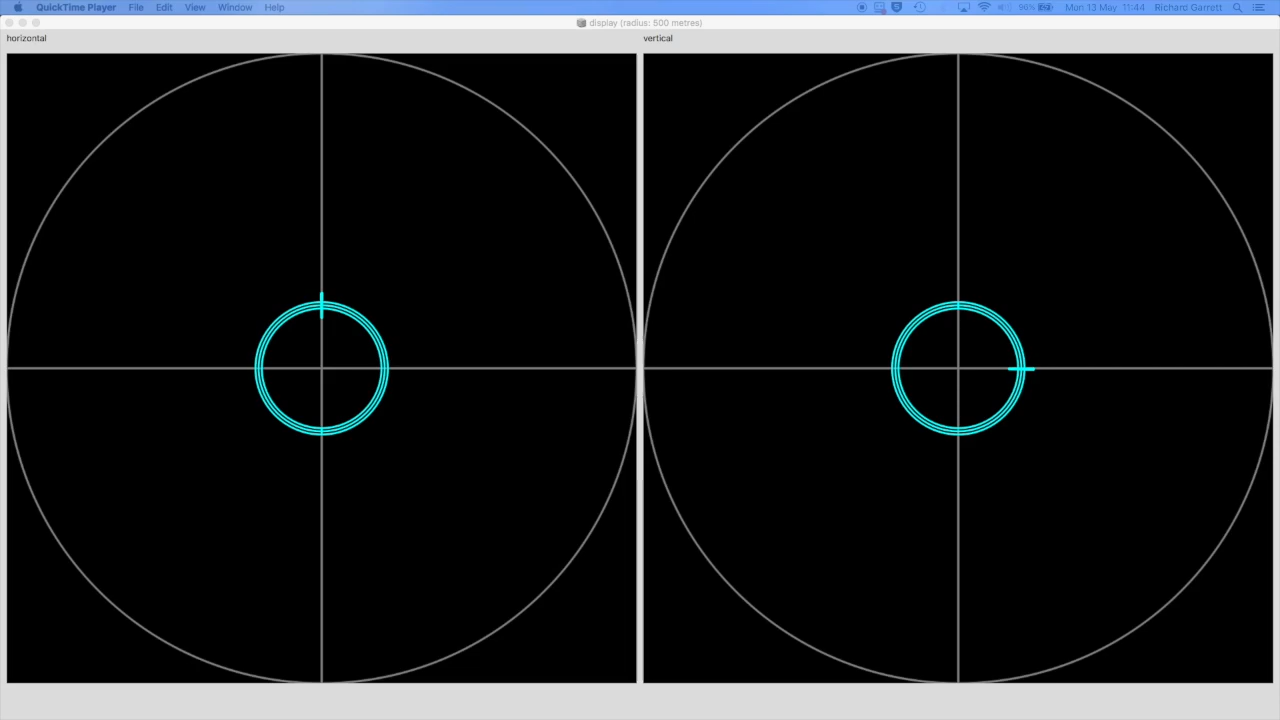 QuickTime Player File Edit View Window Help 96% Mon 13 May 11:44 Richard Garrett
display (radius: 500 metres)
horizontal vertical